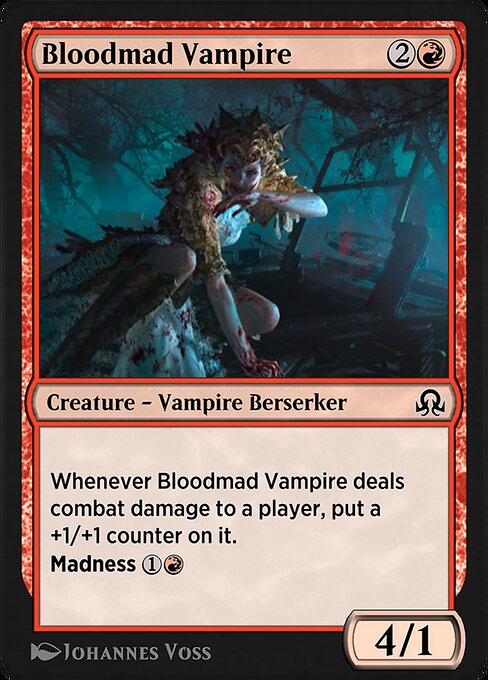 Bloodmad Vampire 2
Creature – Vampire Berserker
Whenever Bloodmad Vampire deals
combat damage to a player, put a
+1/+1 counter on it.
Madness 1
4/1
Johannes Voss